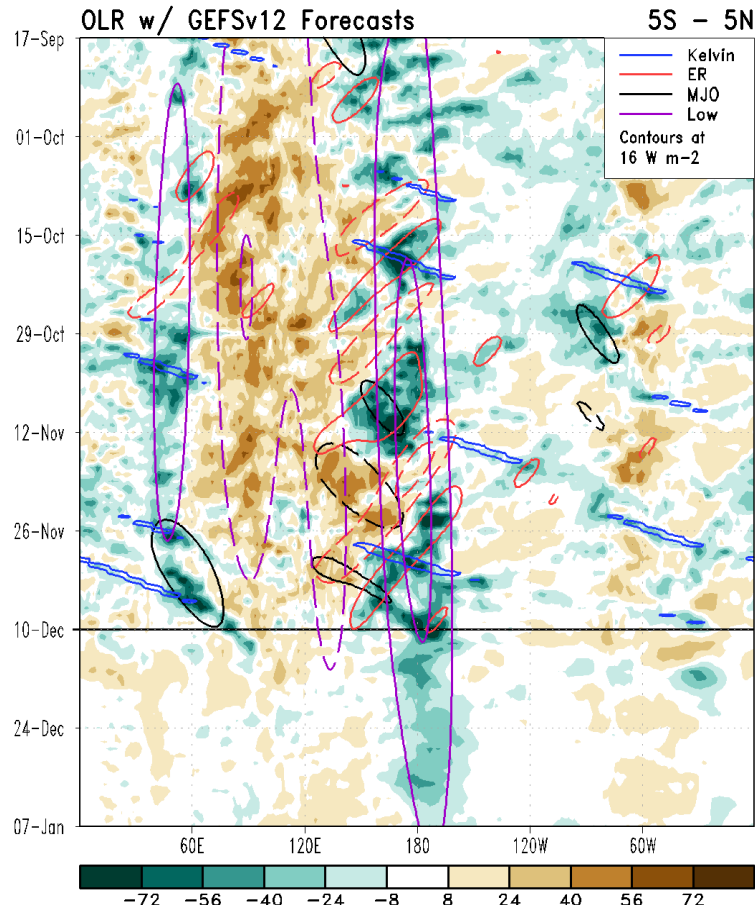 OLR w/ GEFSv12 Forecasts 5S - 5N
17-Sep
01-Oct
15-Oct
29-Oct
12-Nov
26-Nov
10-Dec
24-Dec
07-Jan
Kelvin
ER
MJO
Low
Contours at
16 W m-2
60E 120E 180 120W 60W
-72 -56 -40 -24 -8 8 24 40 56 72